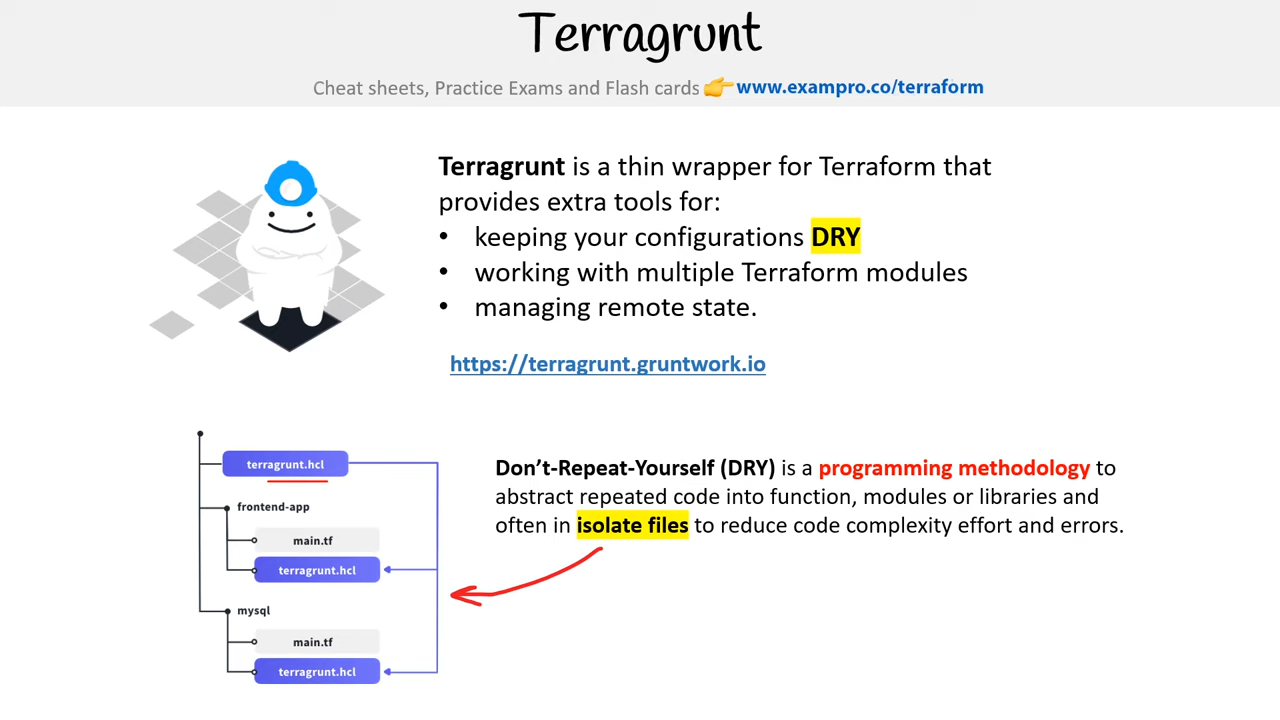 Terragrunt
Cheat sheets, Practice Exams and Flash cards 👉 www.exampro.co/terraform
Terragrunt is a thin wrapper for Terraform that
provides extra tools for:
• keeping your configurations DRY
• working with multiple Terraform modules
• managing remote state.
https://terragrunt.gruntwork.io
terragrunt.hcl
frontend-app
main.tf
terragrunt.hcl
mysql
main.tf
terragrunt.hcl
Don't-Repeat-Yourself (DRY) is a programming methodology to
abstract repeated code into function, modules or libraries and
often in isolate files to reduce code complexity effort and errors.